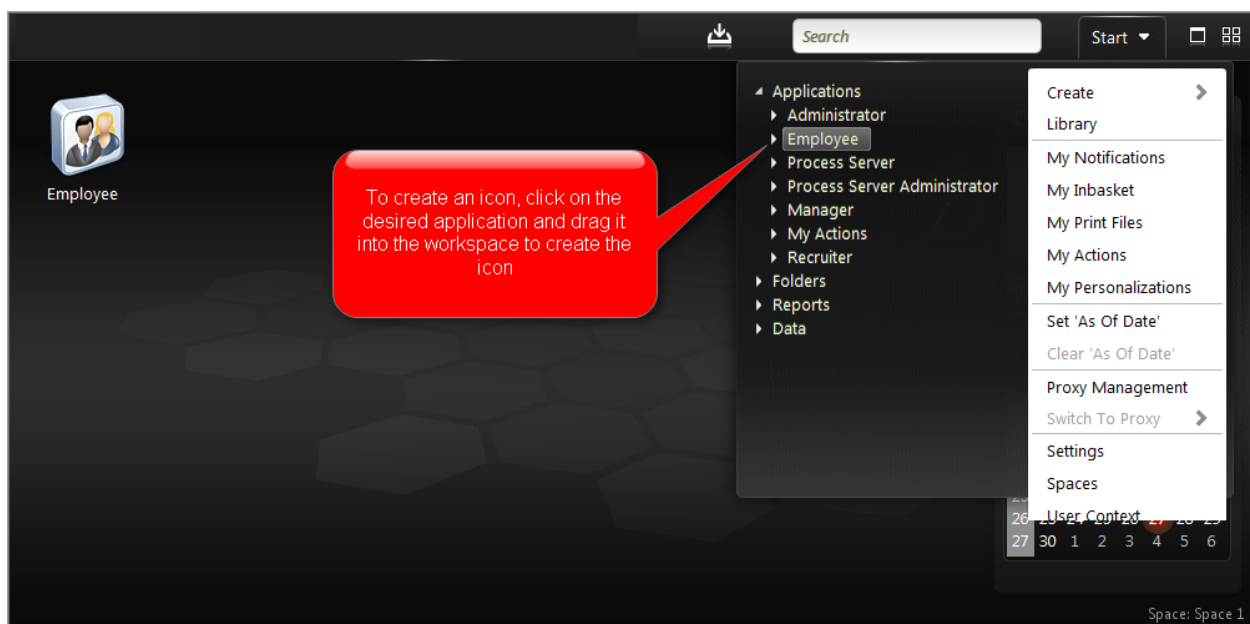 Search
Start
Employee
To create an icon, click on the
desired application and drag it
into the workspace to create the
icon
Applications
Administrator
Employee
Process Server
Process Server Administrator
Manager
My Actions
Recruiter
Folders
Reports
Data
Create
Library
My Notifications
My Inbasket
My Print Files
My Actions
My Personalizations
Set 'As Of Date'
Clear 'As Of Date'
Proxy Management
Switch To Proxy
Settings
Spaces
User Context
26
27 30 1 2 3 4 5 6
Space: Space 1